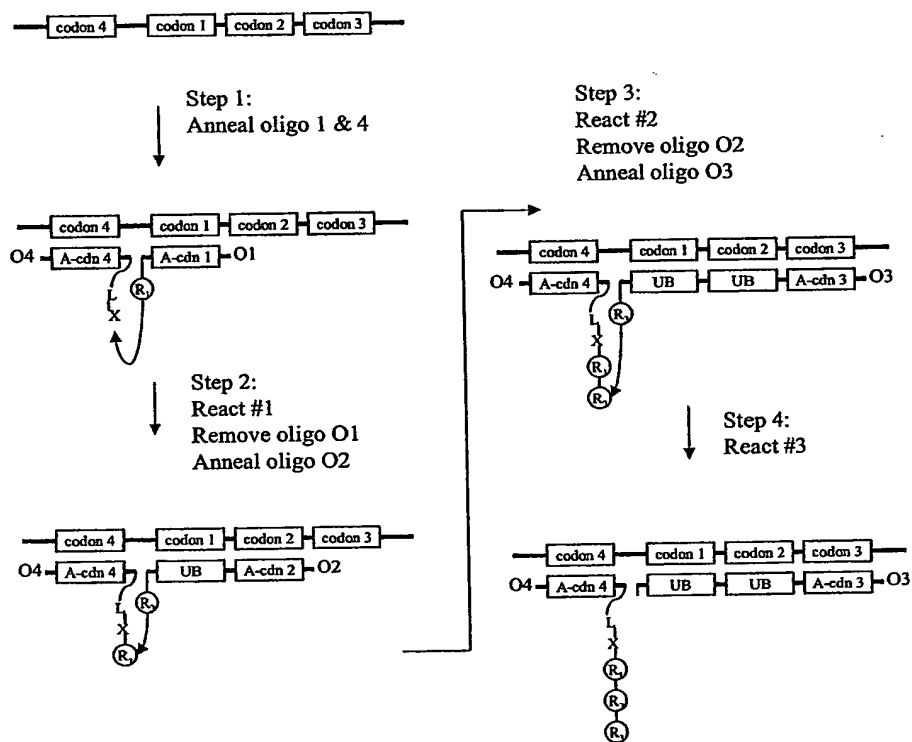 codon 4 codon 1 codon 2 codon 3
Step 1:
Anneal oligo 1 & 4
codon 4 codon 1 codon 2 codon 3
O4 A-cdn 4 A-cdn 1 O1
R₁
L
X
Step 2:
React #1
Remove oligo O1
Anneal oligo O2
codon 4 codon 1 codon 2 codon 3
O4 A-cdn 4 UB A-cdn 2 O2
R₂
L
X
R₁
Step 3:
React #2
Remove oligo O2
Anneal oligo O3
codon 4 codon 1 codon 2 codon 3
O4 A-cdn 4 UB UB A-cdn 3 O3
R₃
L
X
R₁
R₂
Step 4:
React #3
codon 4 codon 1 codon 2 codon 3
O4 A-cdn 4 UB UB A-cdn 3 O3
L
X
R₁
R₂
R₃